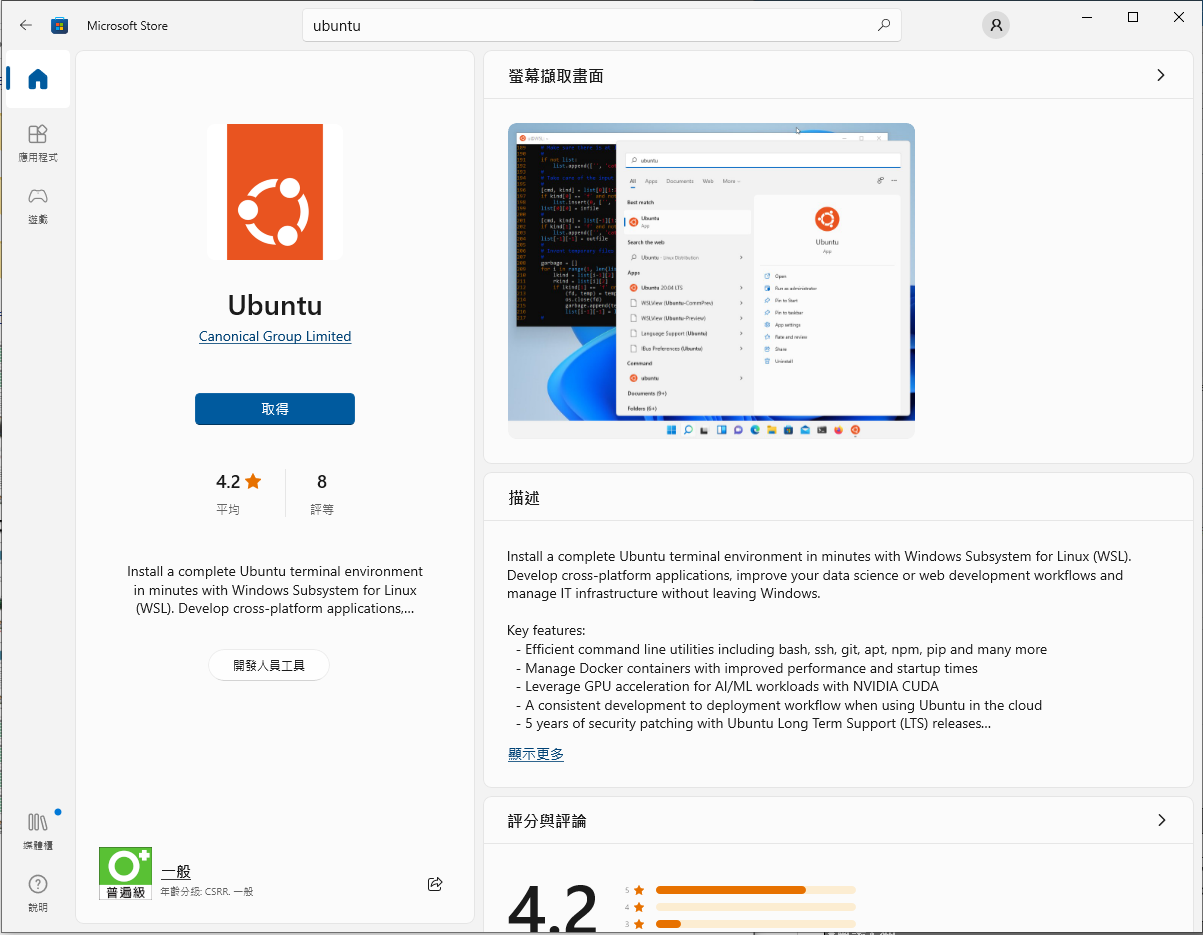 Microsoft Store
ubuntu
應用程式
遊戲
媒體櫃
說明
Ubuntu
Canonical Group Limited
取得
4.2
8
平均
評等
Install a complete Ubuntu terminal environment
in minutes with Windows Subsystem for Linux
(WSL). Develop cross-platform applications,...
開發人員工具
普遍級
一般
年齡分級: CSRR. 一般
螢幕擷取畫面
ubuntu
All
Apps
Documents
Web
More
Best match
Ubuntu
App
Search the web
Ubuntu - Linux Distribution
Apps
Ubuntu 20.04 LTS
WSLView (Ubuntu-CommPrev)
WSLView (Ubuntu-Preview)
Language Support (Ubuntu)
IBus Preferences (Ubuntu)
Command
ubuntu
Documents (9+)
Folders (6+)
Ubuntu
App
Open
Run as administrator
Pin to Start
Pin to taskbar
App settings
Rate and review
Share
Uninstall
描述
Install a complete Ubuntu terminal environment in minutes with Windows Subsystem for Linux (WSL).
Develop cross-platform applications, improve your data science or web development workflows and
manage IT infrastructure without leaving Windows.
Key features:
- Efficient command line utilities including bash, ssh, git, apt, npm, pip and many more
- Manage Docker containers with improved performance and startup times
- Leverage GPU acceleration for AI/ML workloads with NVIDIA CUDA
- A consistent development to deployment workflow when using Ubuntu in the cloud
- 5 years of security patching with Ubuntu Long Term Support (LTS) releases...
顯示更多
評分與評論
4.2
5
4
3